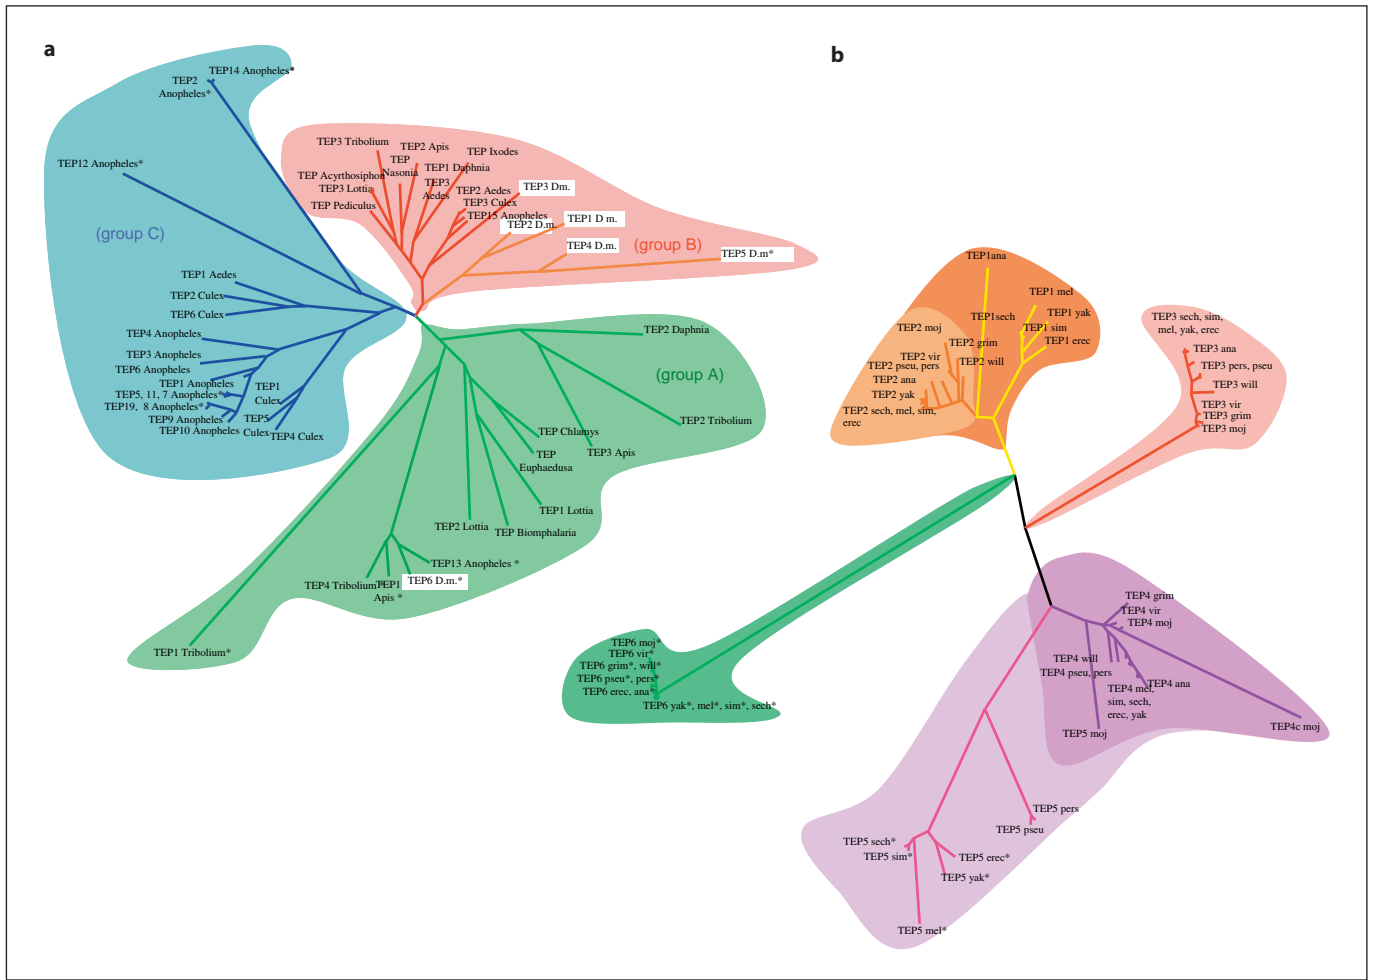 a
TEP14 Anopheles*
TEP2
Anopheles*
TEP12 Anopheles*
(group C)
TEP1 Aedes
TEP2 Culex
TEP6 Culex
TEP4 Anopheles
TEP3 Anopheles
TEP6 Anopheles
TEP1 Anopheles
TEP5, 11, 7 Anopheles*
TEP19, 8 Anopheles*
TEP9 Anopheles
TEP10 Anopheles
TEP1
Culex
TEP5
Culex
TEP4 Culex
TEP3 Tribolium
TEP2 Apis
TEP Ixodes
TEP
Nasonia
TEP1 Daphnia
TEP Acyrthosiphon
TEP3 Lottia
TEP Pediculus
TEP3
Aedes
TEP2 Aedes
TEP3 Culex
TEP15 Anopheles
TEP3 Dm.
TEP2 D.m.
TEP1 D m.
TEP4 D.m.
(group B)
TEP5 D.m*
TEP2 Daphnia
(group A)
TEP2 Tribolium
TEP Chlamys
TEP
Euphaedusa
TEP3 Apis
TEP1 Lottia
TEP2 Lottia
TEP Biomphalaria
TEP13 Anopheles *
TEP4 Tribolium*
TEP1
Apis *
TEP6 D.m.*
TEP1 Tribolium*
b
TEP1ana
TEP1 mel
TEP1sech
TEP1 yak
TEP1 sim
TEP1 erec
TEP2 moj
TEP2 grim
TEP2 vir
TEP2 will
TEP2 pseu, pers
TEP2 ana
TEP2 yak
TEP2 sech, mel, sim,
erec
TEP3 sech, sim,
mel, yak, erec
TEP3 ana
TEP3 pers, pseu
TEP3 will
TEP3 vir
TEP3 grim
TEP3 moj
TEP6 moj*
TEP6 vir*
TEP6 grim*, will*
TEP6 pseu*, pers*
TEP6 erec, ana*
TEP6 yak*, mel*, sim*, sech*
TEP4 grim
TEP4 vir
TEP4 moj
TEP4 will
TEP4 pseu, pers
TEP4 ana
TEP4 mel,
sim, sech,
erec, yak
TEP5 moj
TEP4c moj
TEP5 pers
TEP5 pseu
TEP5 sech*
TEP5 sim*
TEP5 erec*
TEP5 yak*
TEP5 mel*